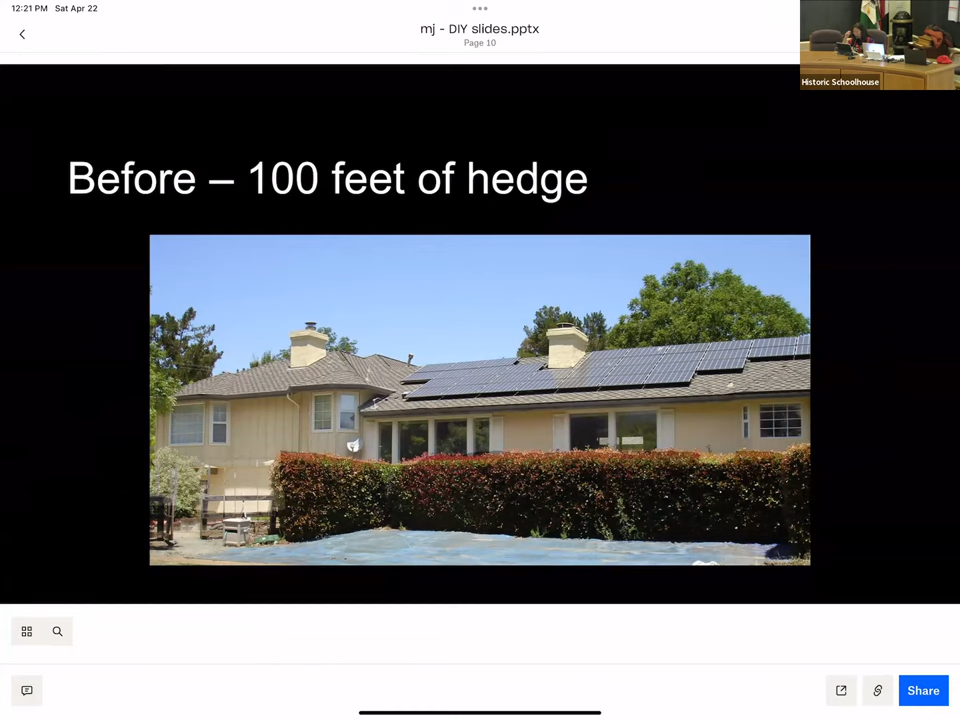 12:21 PM Sat Apr 22
mj - DIY slides.pptx
Page 10
Historic Schoolhouse
Before – 100 feet of hedge
Share